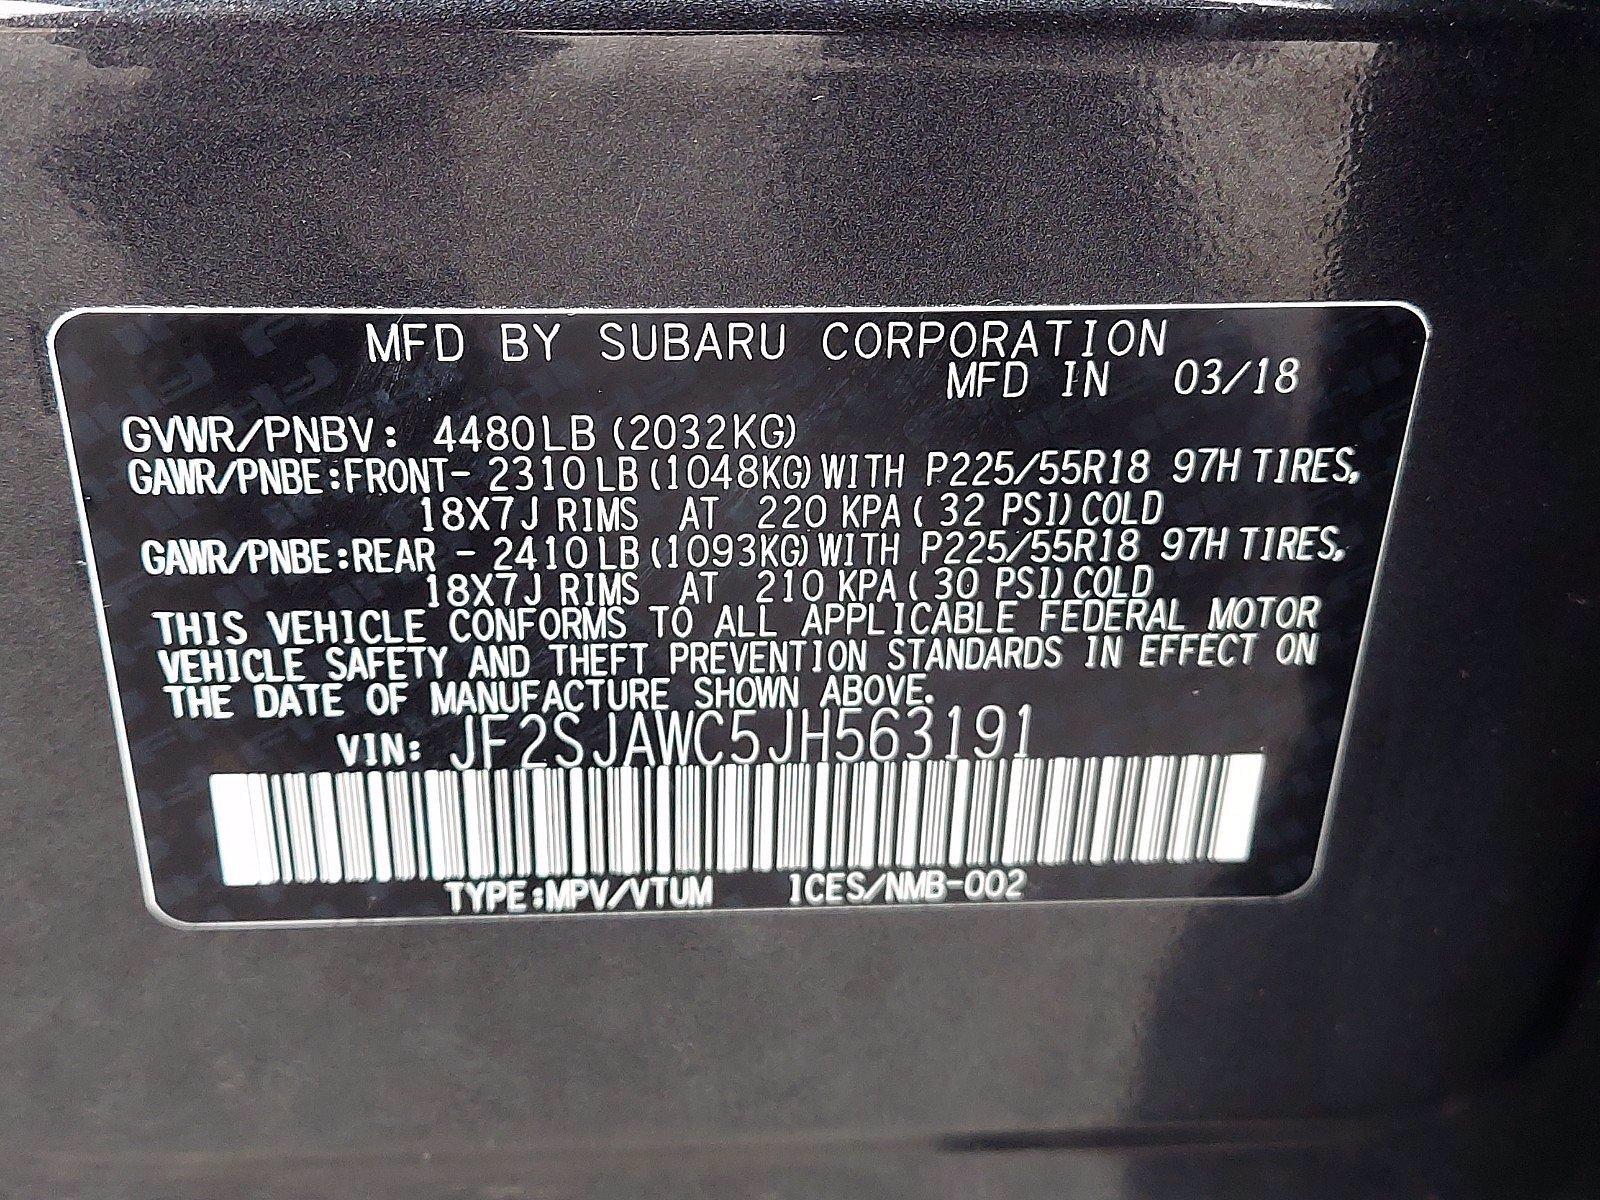 MFD BY SUBARU CORPORATION
MFD IN 03/18
GVWR/PNBV: 4480LB (2032KG)
GAWR/PNBE:FRONT- 2310LB (1048KG) WITH P225/55R18 97H TIRES,
18X7J RIMS AT 220 KPA ( 32 PSI) COLD
GAWR/PNBE:REAR - 2410LB (1093KG) WITH P225/55R18 97H TIRES,
18X7J RIMS AT 210 KPA ( 30 PSI) COLD
THIS VEHICLE CONFORMS TO ALL APPLICABLE FEDERAL MOTOR
VEHICLE SAFETY AND THEFT PREVENTION STANDARDS IN EFFECT ON
THE DATE OF MANUFACTURE SHOWN ABOVE.
VIN: JF2SJAWC5JH563191
TYPE:MPV/VTUM ICES/NMB-002